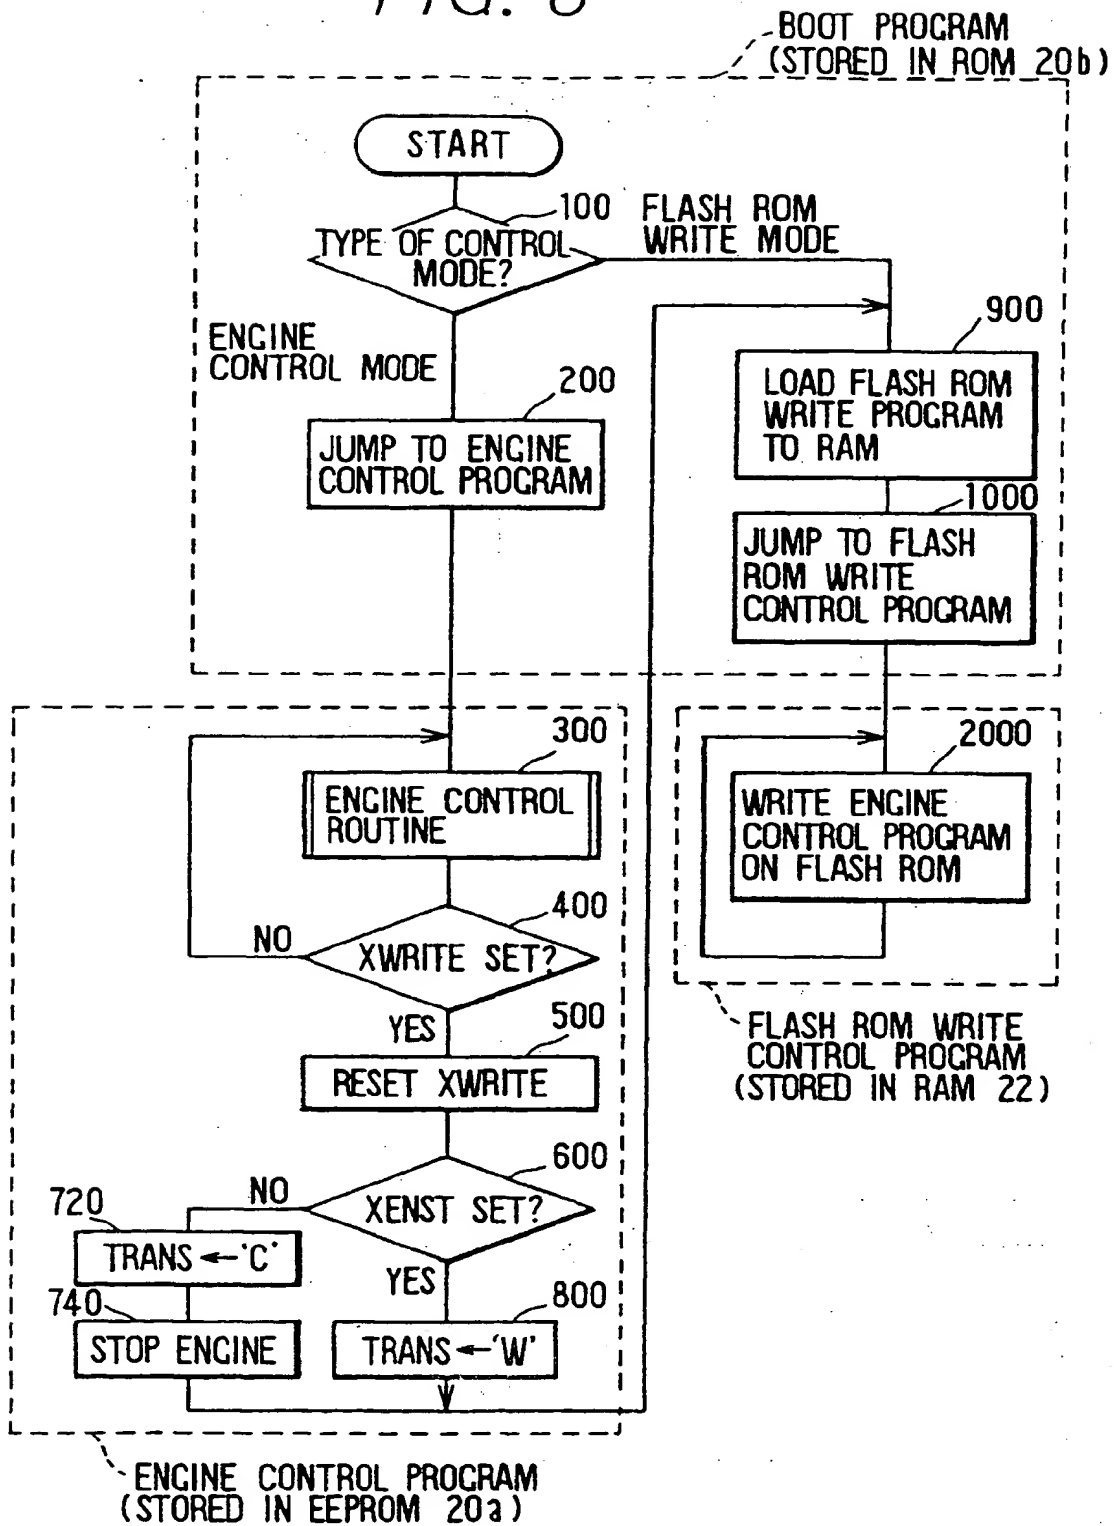 BOOT PROGRAM
(STORED IN ROM 20b)
START
100
FLASH ROM
WRITE MODE
TYPE OF CONTROL
MODE?
ENGINE
CONTROL MODE
200
JUMP TO ENGINE
CONTROL PROGRAM
900
LOAD FLASH ROM
WRITE PROGRAM
TO RAM
1000
JUMP TO FLASH
ROM WRITE
CONTROL PROGRAM
300
ENGINE CONTROL
ROUTINE
400
XWRITE SET?
NO
YES
500
RESET XWRITE
600
XENST SET?
NO
YES
720
TRANS ← 'C'
740
STOP ENGINE
800
TRANS ← 'W'
2000
WRITE ENGINE
CONTROL PROGRAM
ON FLASH ROM
FLASH ROM WRITE
CONTROL PROGRAM
(STORED IN RAM 22)
ENGINE CONTROL PROGRAM
(STORED IN EEPROM 20a)